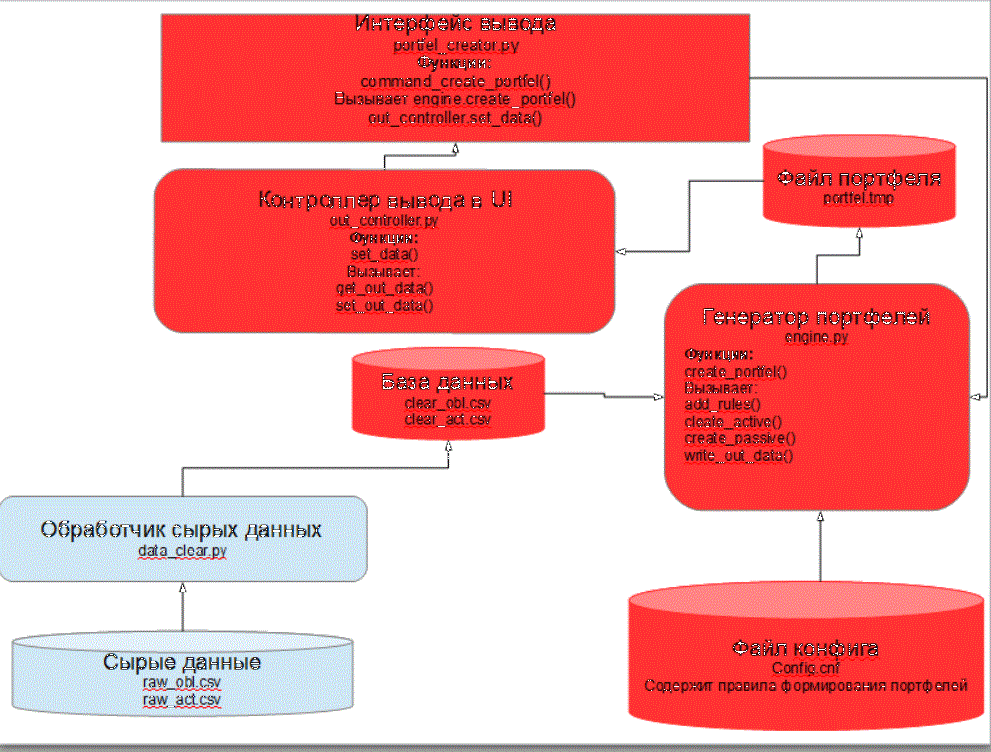 Интерфейс вывода
portfel_creator.py
Функции:
command_create_portfel()
Вызывает engine.create_portfel()
out_controller.set_data()
Файл портфеля
portfel.tmp
Контроллер вывода в UI
out_controller.py
Функции:
set_data()
Вызывает:
get_out_data()
set_out_data()
Генератор портфелей
engine.py
Функции:
create_portfel()
Вызывает:
add_rules()
create_active()
create_passive()
write_out_data()
База данных
clear_obl.csv
clear_act.csv
Обработчик сырых данных
data_clear.py
Сырые данные
raw_obl.csv
raw_act.csv
Файл конфига
Config.cnf
Содержит правила формирования портфелей